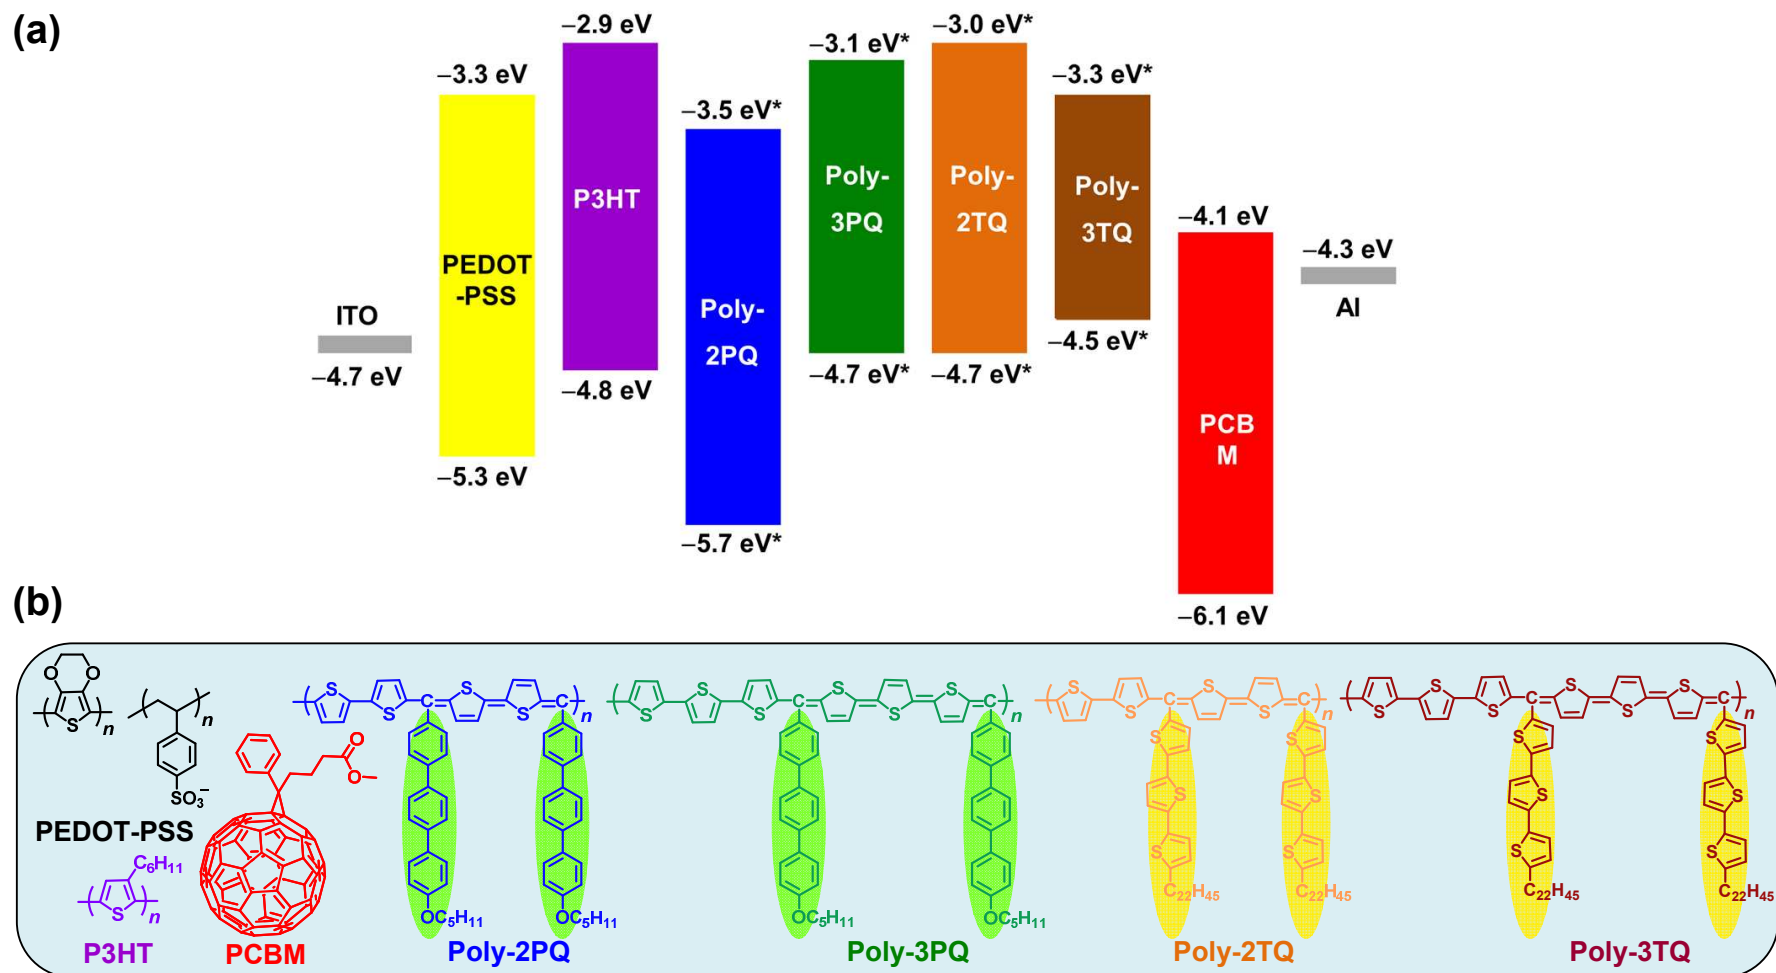 (a)
−2.9 eV
−3.0 eV*
−3.1 eV*
−3.3 eV
−3.3 eV*
−3.5 eV*
Poly-
3PQ
Poly-
2TQ
Poly-
3TQ
P3HT
−4.1 eV
−4.3 eV
PEDOT
-PSS
Poly-
2PQ
ITO
Al
−4.7 eV
−4.8 eV
−4.7 eV*
−4.7 eV*
−4.5 eV*
PCB
M
−5.3 eV
−5.7 eV*
−6.1 eV
(b)
O O
S
n
n
SO3−
PEDOT-PSS
C6H11
S
n
P3HT
O
O
PCBM
S S C S S C
n
OC5H11 OC5H11
Poly-2PQ
S S S C S S S C
n
OC5H11 OC5H11
Poly-3PQ
S S C S S C
n
S S
S S
S S
C22H45 C22H45
Poly-2TQ
S S S C S S S C
n
S S
S S
S S
C22H45 C22H45
Poly-3TQ